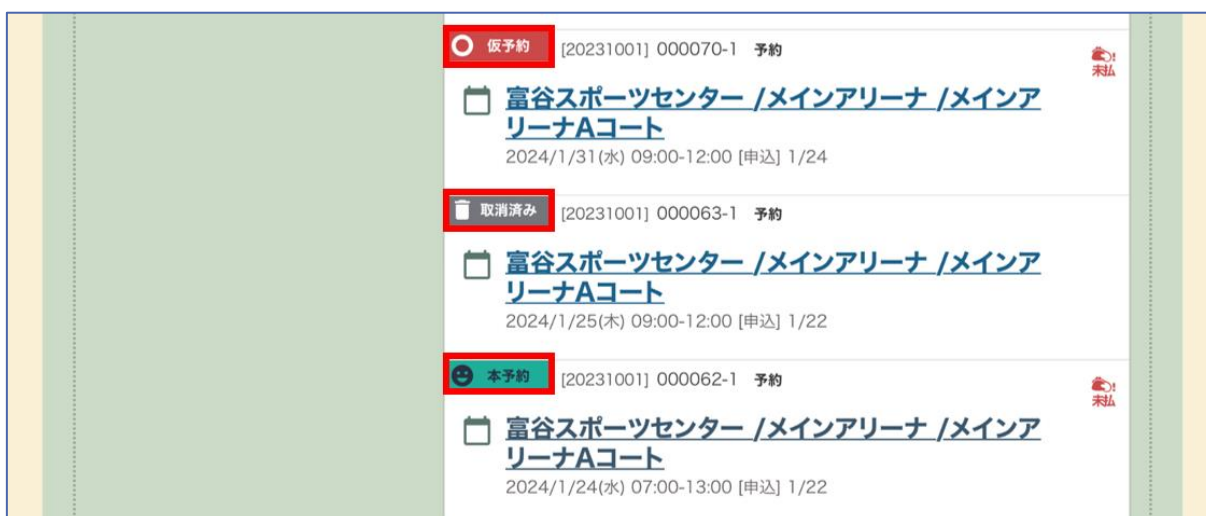 仮予約 [20231001] 000070-1 予約
未払
富谷スポーツセンター /メインアリーナ /メインア
リーナAコート
2024/1/31(水) 09:00-12:00 [申込] 1/24
取消済み [20231001] 000063-1 予約
富谷スポーツセンター /メインアリーナ /メインア
リーナAコート
2024/1/25(木) 09:00-12:00 [申込] 1/22
本予約 [20231001] 000062-1 予約
未払
富谷スポーツセンター /メインアリーナ /メインア
リーナAコート
2024/1/24(水) 07:00-13:00 [申込] 1/22